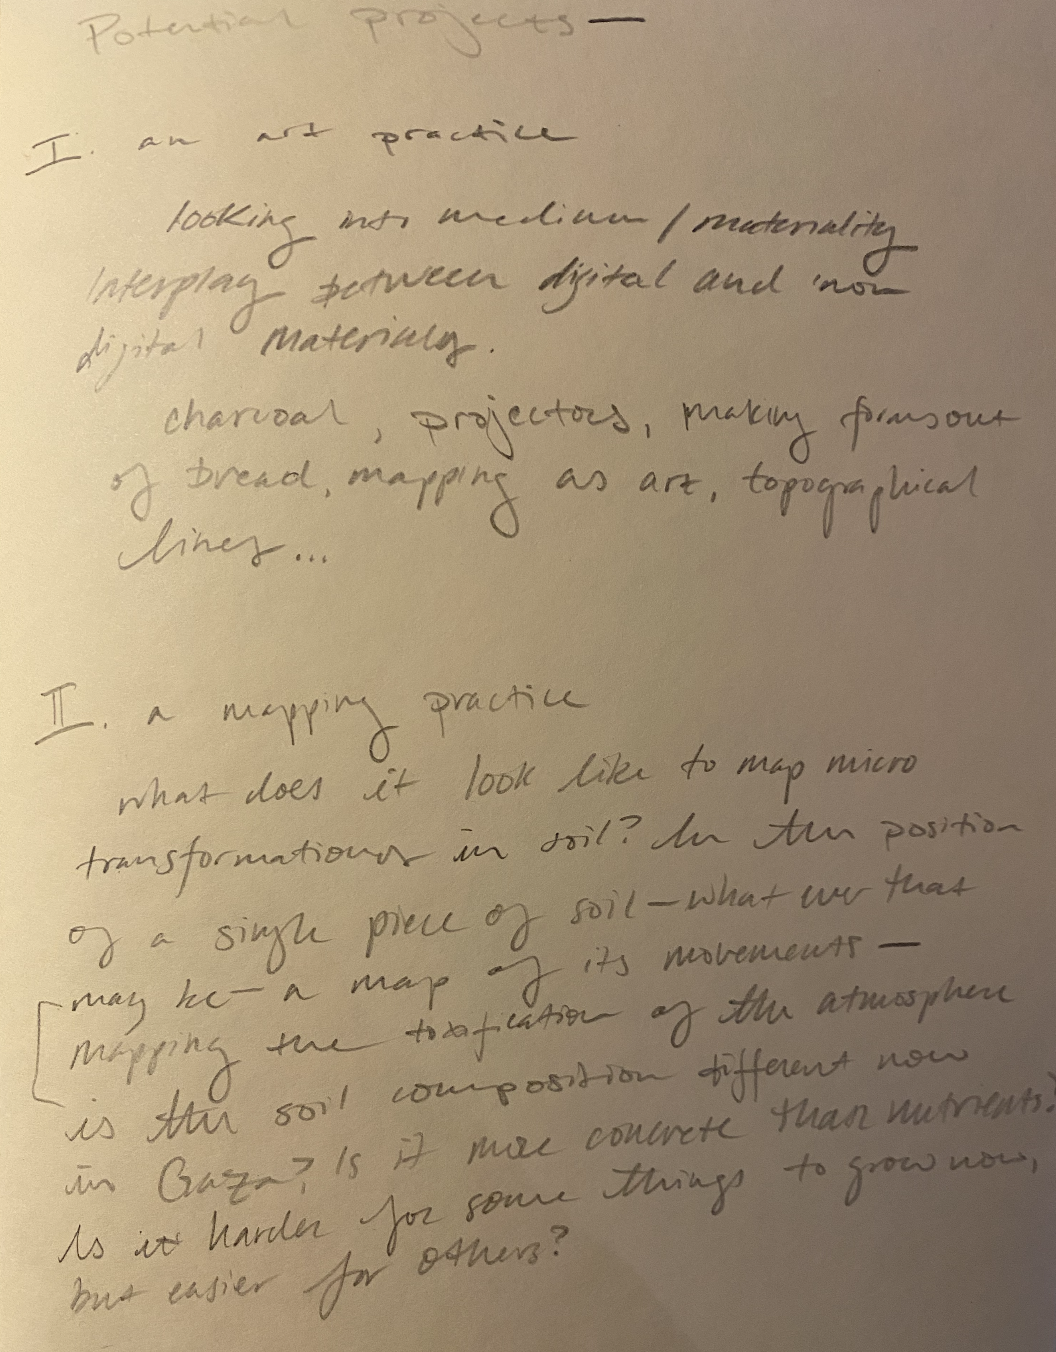 Potential projects —
I. an art practice
looking into medium / materiality
Interplay between digital and non
digital materials.
charcoal, projectors, making forms out
of bread, mapping as art, topographical
lines...
II. a mapping practice
what does it look like to map micro
transformations in soil? In the position
of a single piece of soil — what ever that
may be — a map of its movements —
mapping the toxification of the atmosphere
is the soil composition different now
in Gaza? Is it more concrete than nutrients?
Is it harder for some things to grow now,
but easier for others?